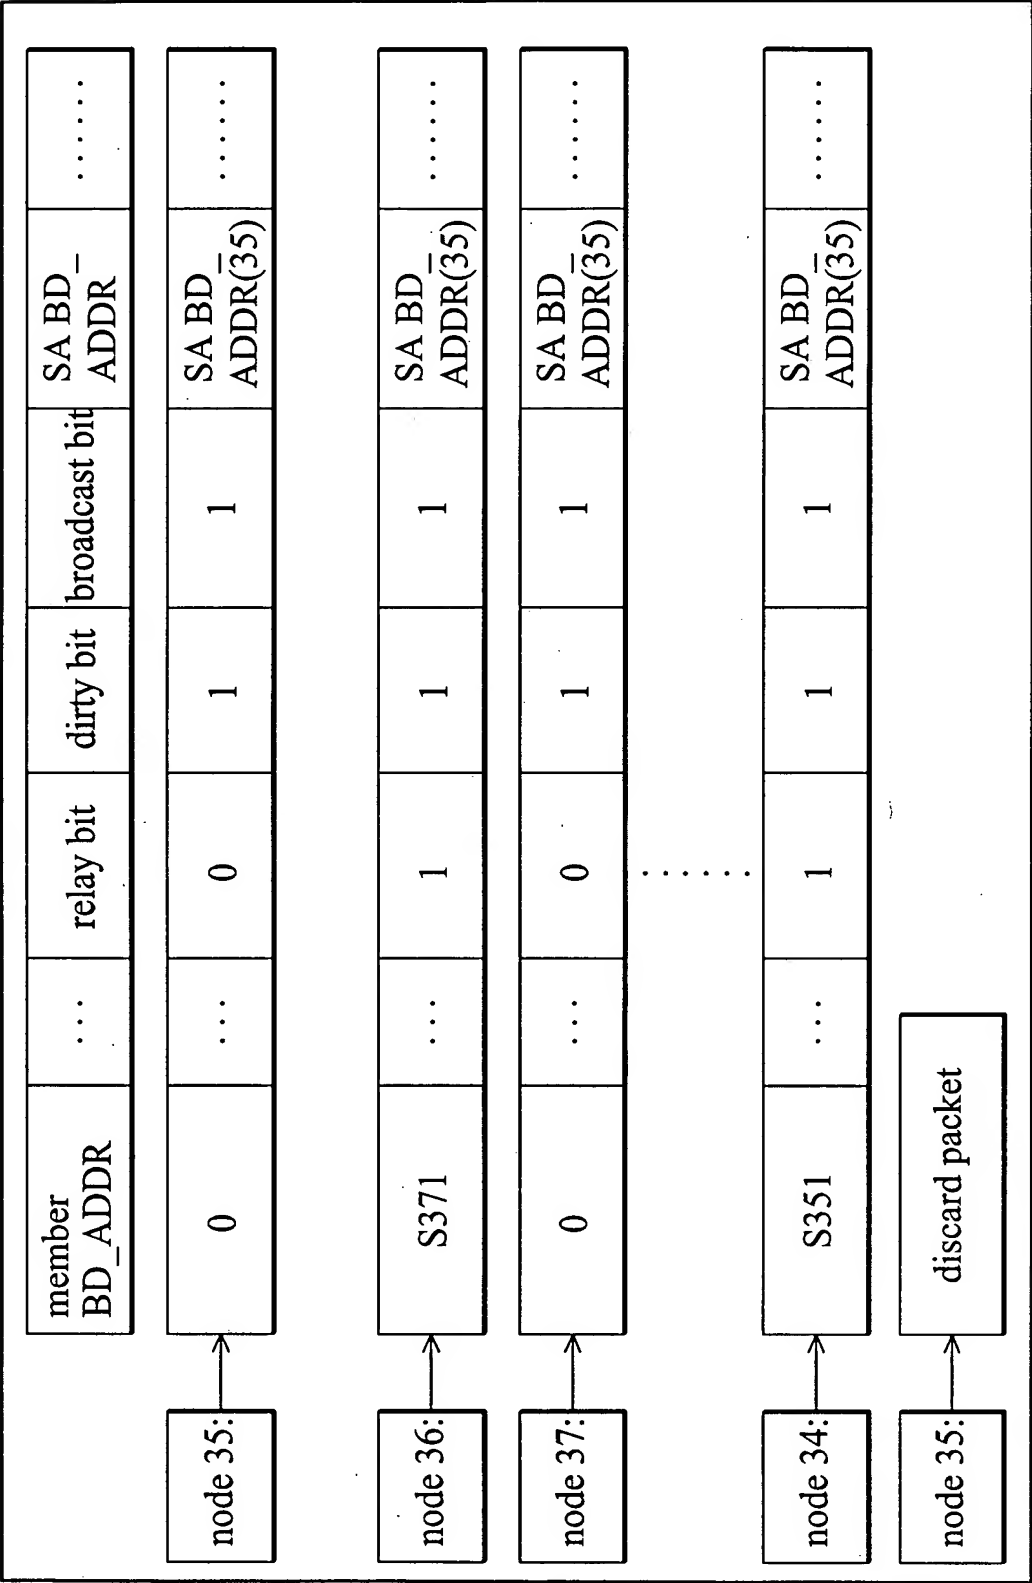 member
BD_ADDR
...
relay bit
dirty bit
broadcast bit
SA BD_
ADDR
......
node 35:
0
...
0
1
1
SA BD_
ADDR(35)
......
node 36:
S371
...
1
1
1
SA BD_
ADDR(35)
......
node 37:
0
...
0
1
1
SA BD_
ADDR(35)
......
......
node 34:
S351
...
1
1
1
SA BD_
ADDR(35)
......
node 35:
discard packet